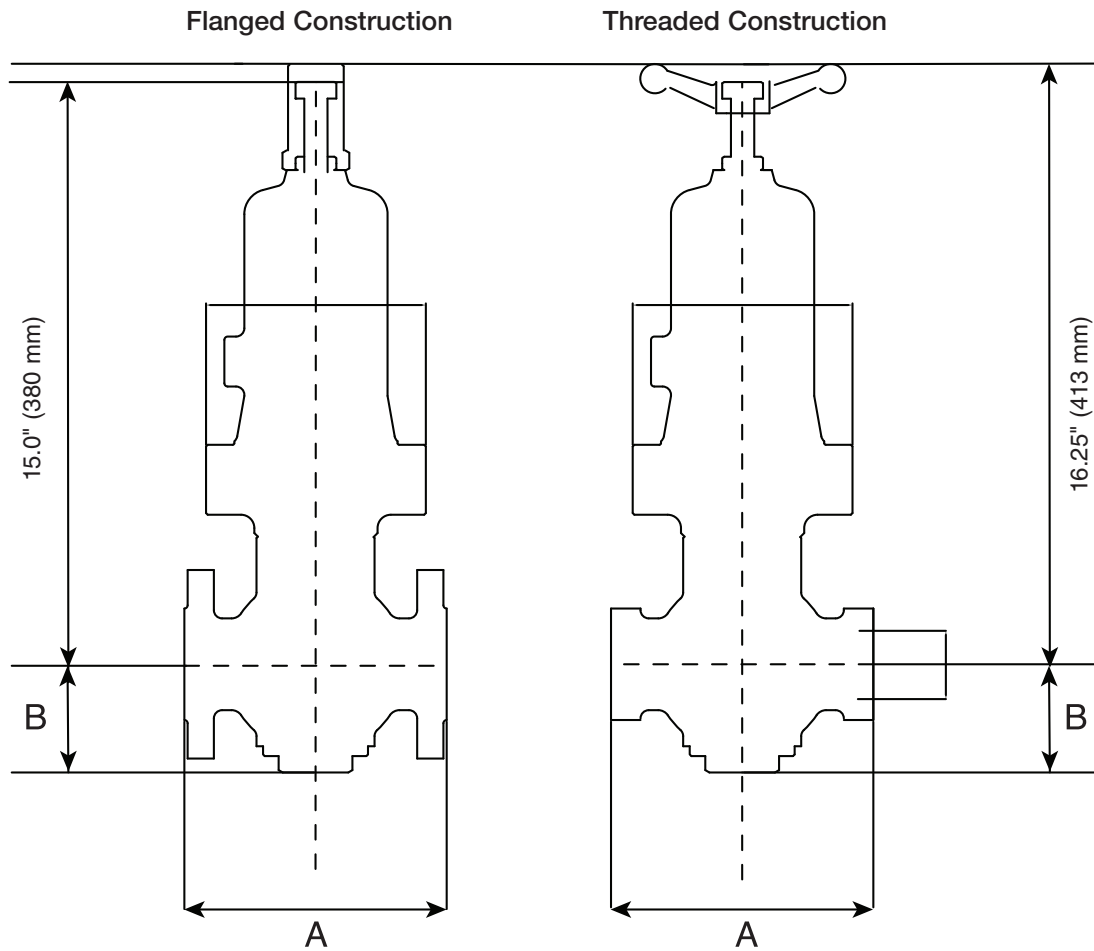 Flanged Construction
Threaded Construction
15.0" (380 mm)
16.25" (413 mm)
B
B
A
A